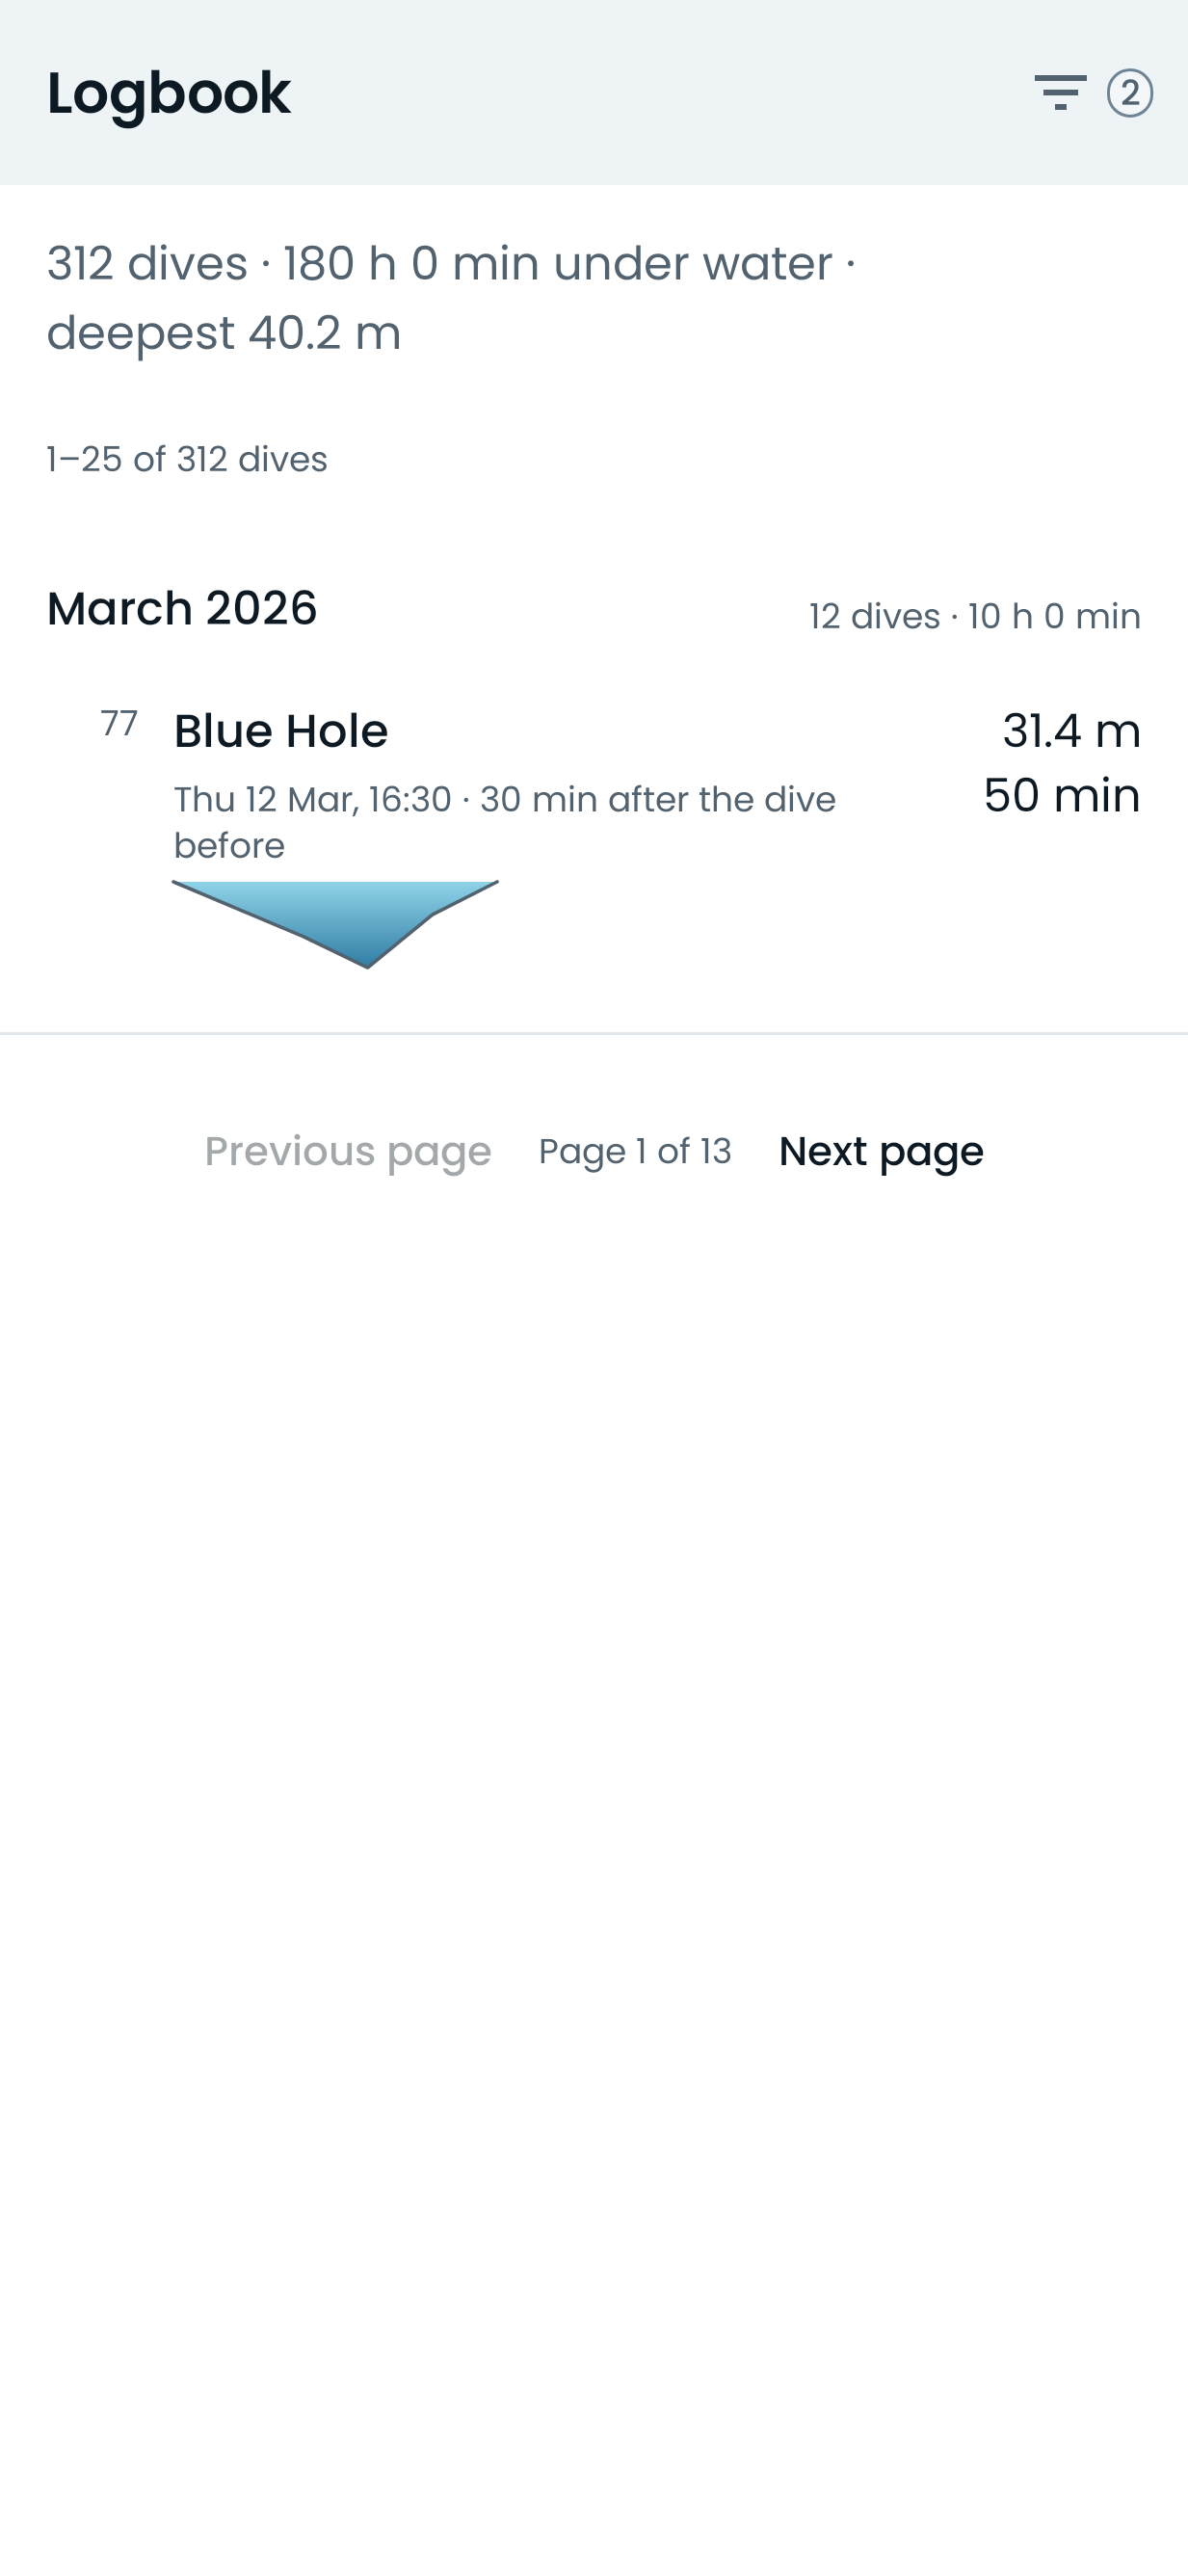 Logbook
2
312 dives · 180 h 0 min under water ·
deepest 40.2 m
1–25 of 312 dives
March 2026
12 dives · 10 h 0 min
77
Blue Hole
31.4 m
Thu 12 Mar, 16:30 · 30 min after the dive
before
50 min
Previous page
Page 1 of 13
Next page